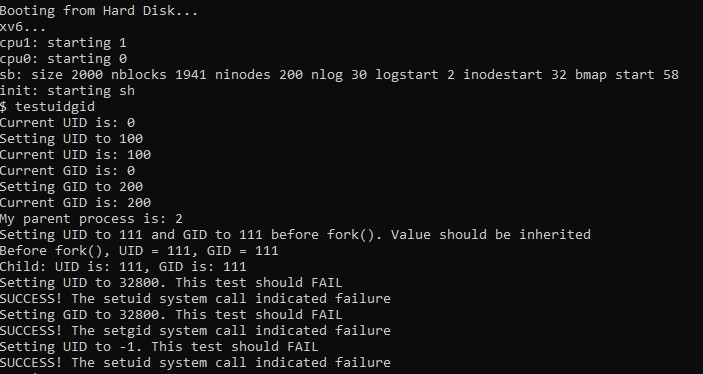 Booting from Hard Disk...
xv6...
cpu1: starting 1
cpu0: starting 0
sb: size 2000 nblocks 1941 ninodes 200 nlog 30 logstart 2 inodestart 32 bmap start 58
init: starting sh
$ testuidgid
Current UID is: 0
Setting UID to 100
Current UID is: 100
Current GID is: 0
Setting GID to 200
Current GID is: 200
My parent process is: 2
Setting UID to 111 and GID to 111 before fork(). Value should be inherited
Before fork(), UID = 111, GID = 111
Child: UID is: 111, GID is: 111
Setting UID to 32800. This test should FAIL
SUCCESS! The setuid system call indicated failure
Setting GID to 32800. This test should FAIL
SUCCESS! The setgid system call indicated failure
Setting UID to -1. This test should FAIL
SUCCESS! The setuid system call indicated failure